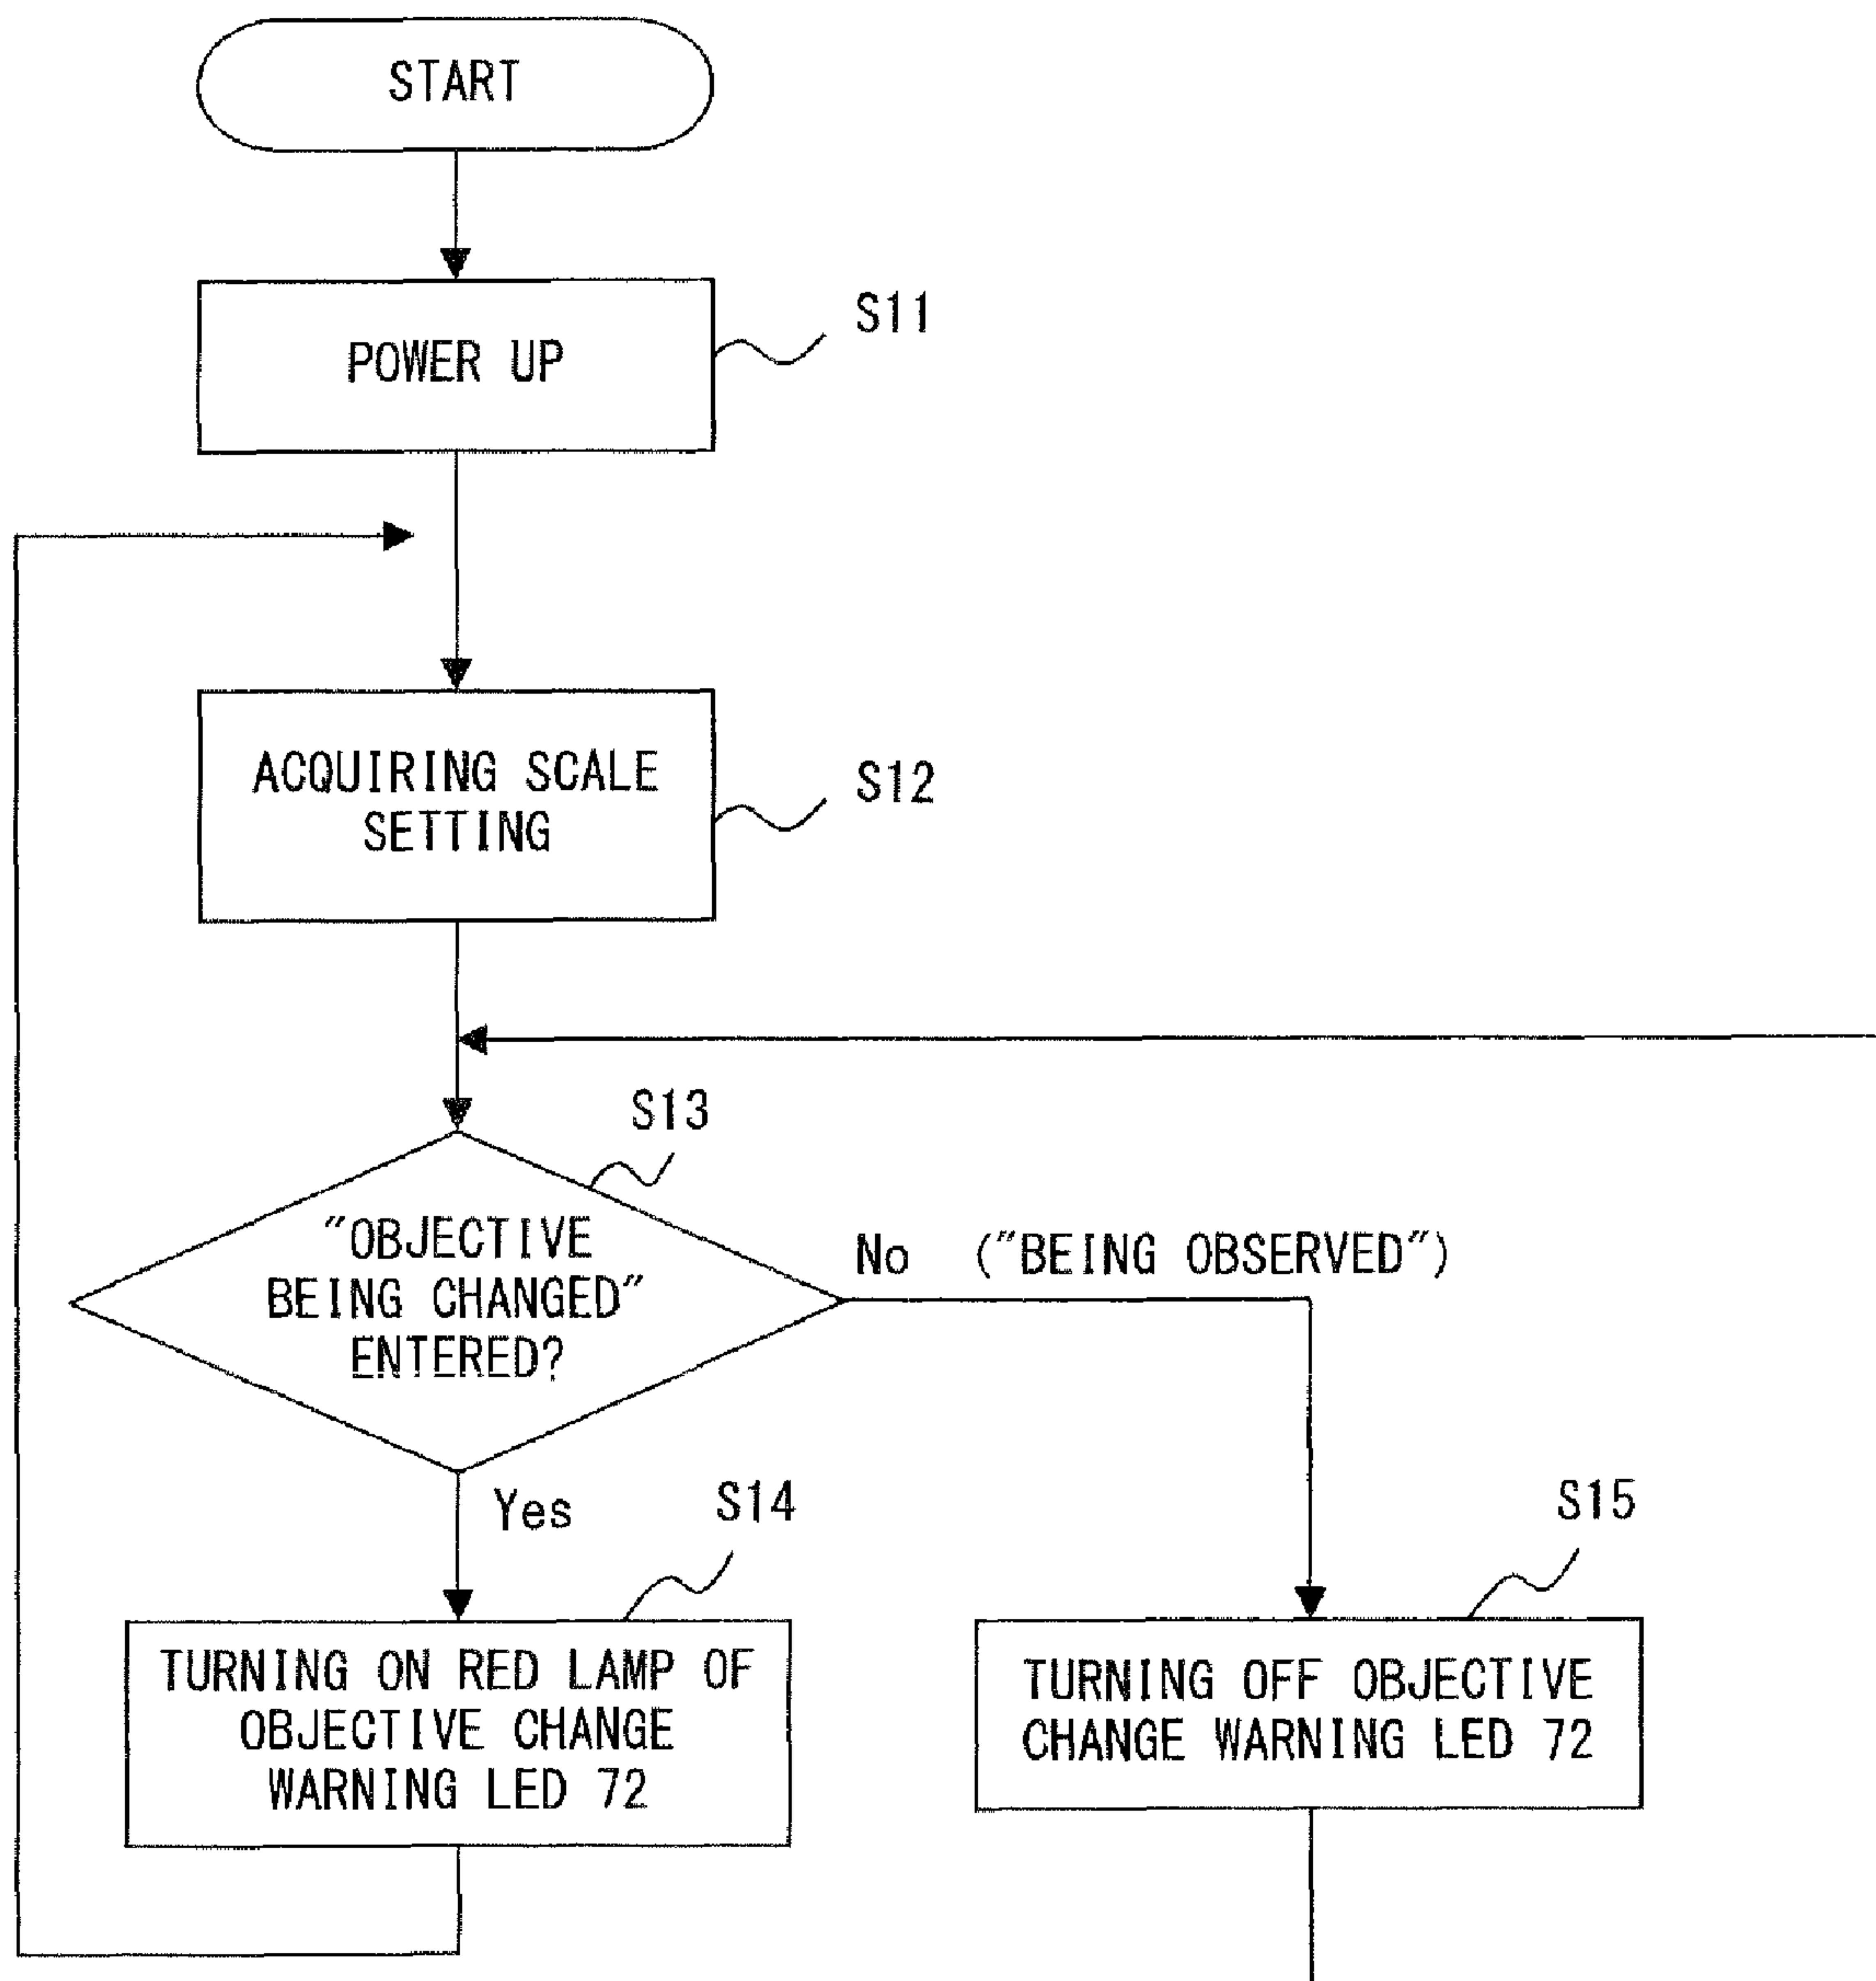 START
POWER UP
S11
ACQUIRING SCALE
SETTING
S12
S13
"OBJECTIVE
BEING CHANGED"
ENTERED?
No ("BEING OBSERVED")
Yes
S14
S15
TURNING ON RED LAMP OF
OBJECTIVE CHANGE
WARNING LED 72
TURNING OFF OBJECTIVE
CHANGE WARNING LED 72